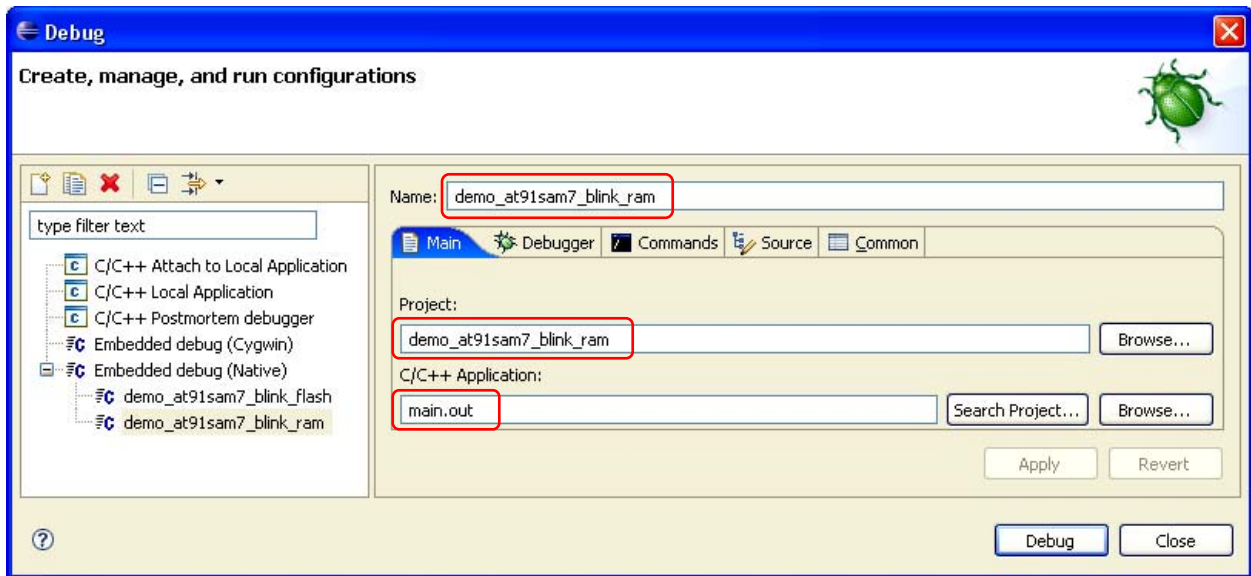 Debug
Create, manage, and run configurations
type filter text
C/C++ Attach to Local Application
C/C++ Local Application
C/C++ Postmortem debugger
Embedded debug (Cygwin)
Embedded debug (Native)
demo_at91sam7_blink_flash
demo_at91sam7_blink_ram
Name: demo_at91sam7_blink_ram
Main Debugger Commands Source Common
Project:
demo_at91sam7_blink_ram Browse...
C/C++ Application:
main.out Search Project... Browse...
Apply Revert
Debug Close